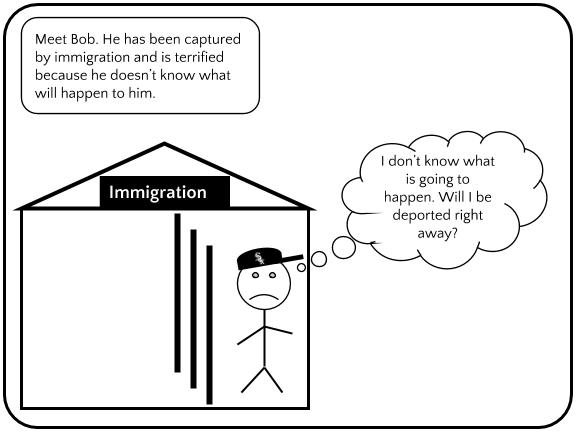 Meet Bob. He has been captured
by immigration and is terrified
because he doesn't know what
will happen to him.
Immigration
I don't know what
is going to
happen. Will I be
deported right
away?